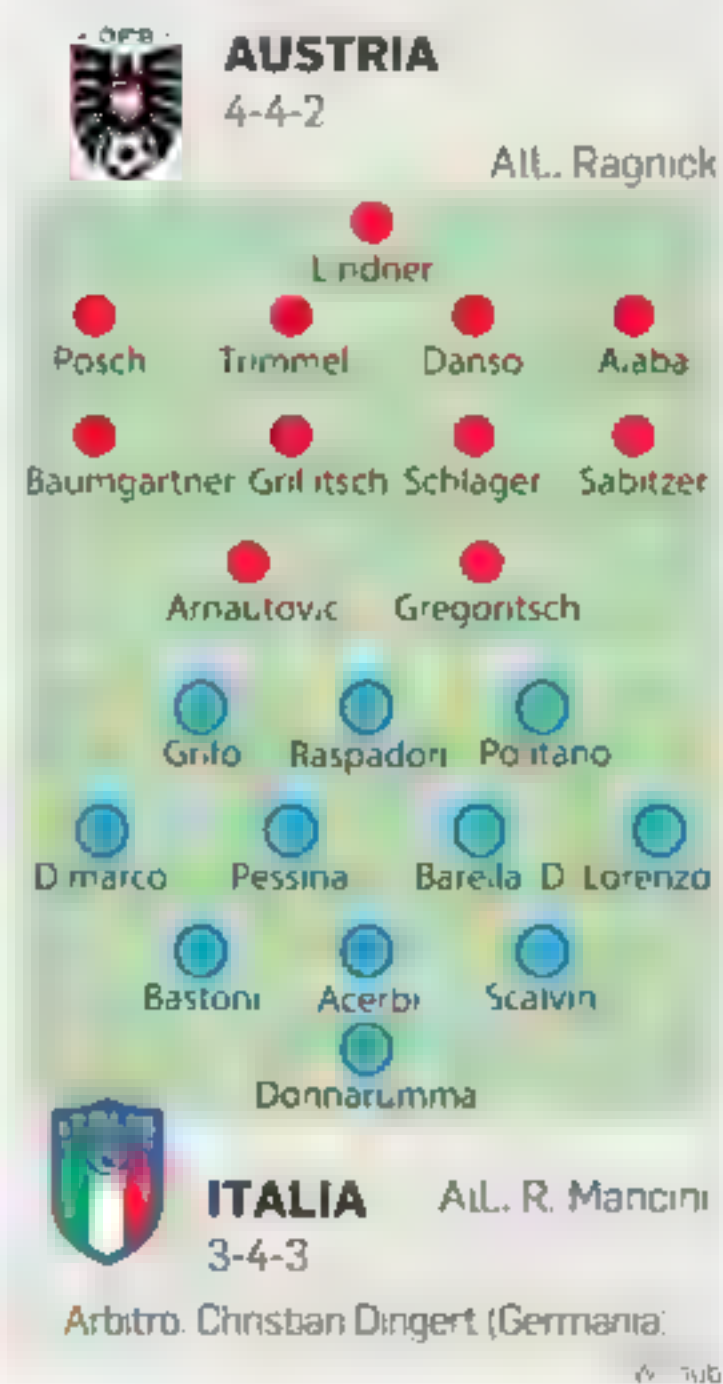 ÖFB
AUSTRIA
4-4-2
All.. Ragnick
Lindner
Posch Trimmel Danso Alaba
Baumgartner Grillitsch Schlager Sabitzer
Arnautovic Gregoritsch
Grifo Raspadori Politano
Dimarco Pessina Barella Di Lorenzo
Bastoni Acerbi Scalvini
Donnarumma
ITALIA All.. R. Mancini
3-4-3
Arbitro. Christian Dingert (Germania)